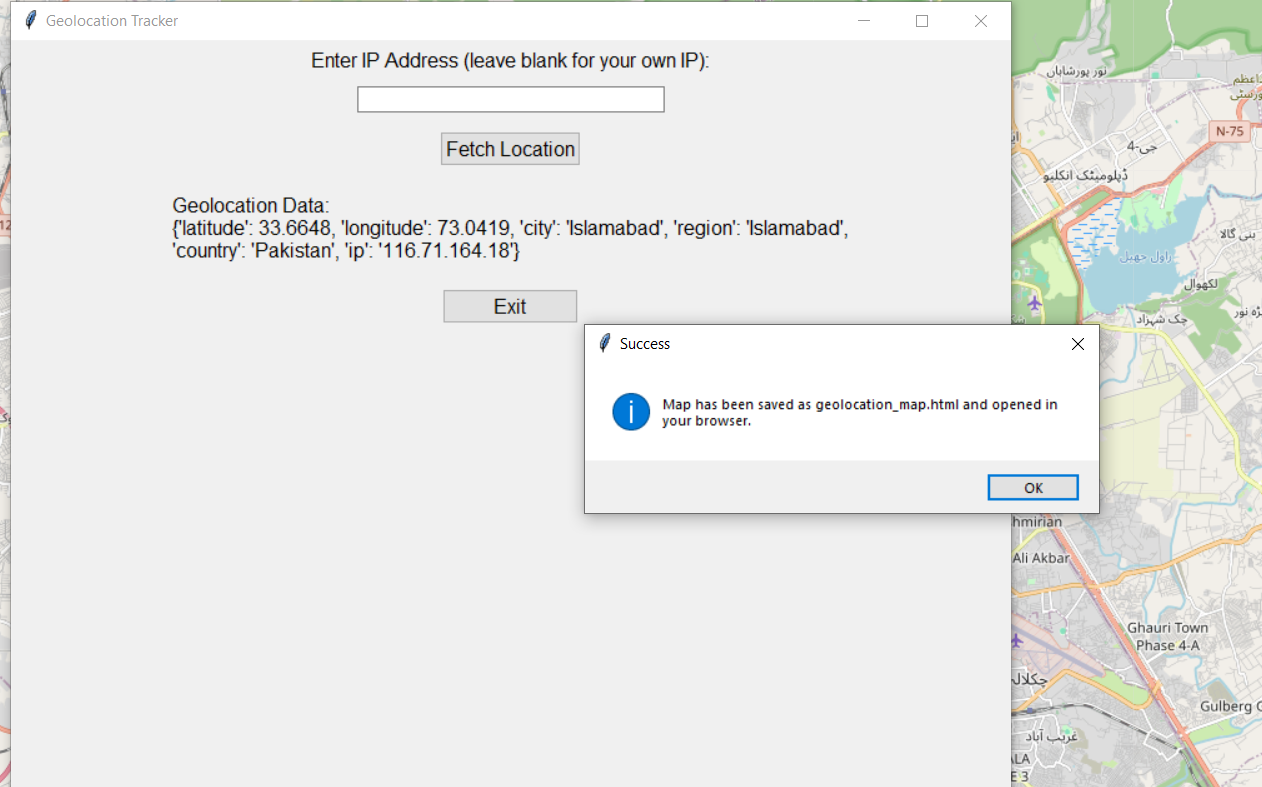 Geolocation Tracker
Enter IP Address (leave blank for your own IP):
Fetch Location
Geolocation Data:
{'latitude': 33.6648, 'longitude': 73.0419, 'city': 'Islamabad', 'region': 'Islamabad',
'country': 'Pakistan', 'ip': '116.71.164.18'}
Exit
Success
Map has been saved as geolocation_map.html and opened in
your browser.
OK
نور پورشاہاں
N-75
جی-4
ڈپلومیٹک انکلیو
بنی گالا
راول جھیل
لکھوال
چک شہزاد
hmirian
Ali Akbar
Ghauri Town
Phase 4-A
چکلالہ
Gulberg
غریب آباد